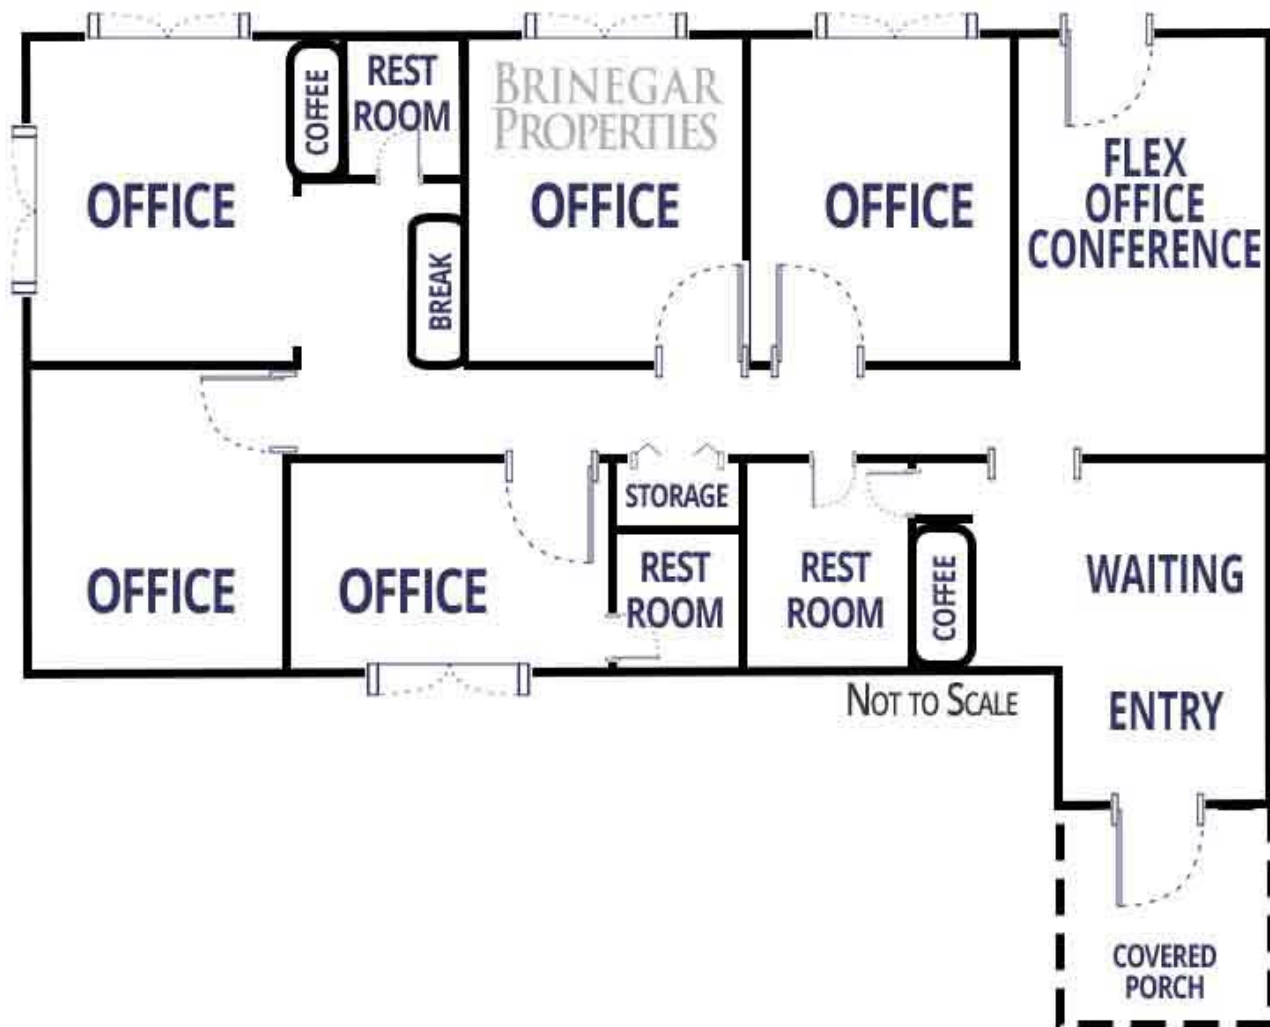 COFFEE
REST
ROOM
BRINEGAR
PROPERTIES
OFFICE
OFFICE
OFFICE
FLEX
OFFICE
CONFERENCE
BREAK
STORAGE
OFFICE
OFFICE
REST
ROOM
REST
ROOM
COFFEE
WAITING
NOT TO SCALE
ENTRY
COVERED
PORCH